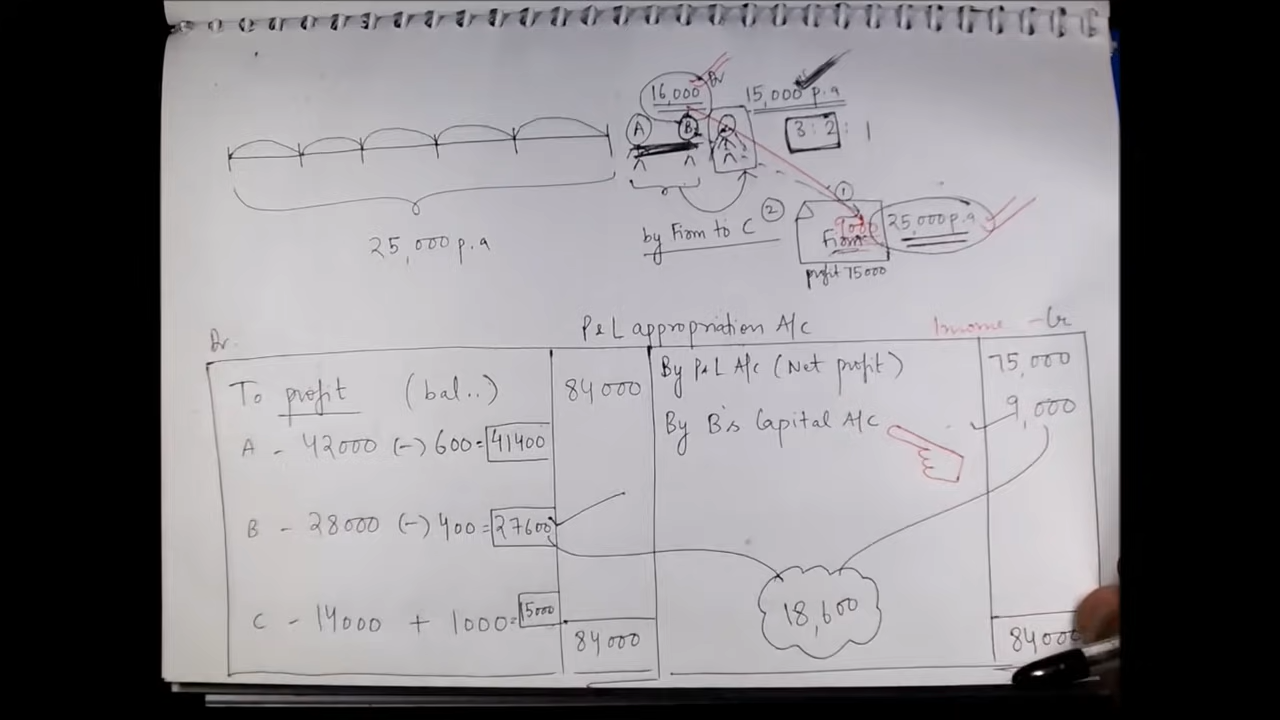 16,000 Dr 15,000 p.a
A B 3:2:1
25,000 p.a
by Firm to C 2
1
9000 25,000 p.a
Firm
profit 75000
Dr. P&L appropriation A/c Income - Cr
To profit (bal..) 84000 By P&L A/c (Net profit) 75,000
By B's Capital A/c 9,000
A - 42000 (-) 600 = 41400
B - 28000 (-) 400 = 27600
18,600
C - 14000 + 1000 = 15000
84000 84000